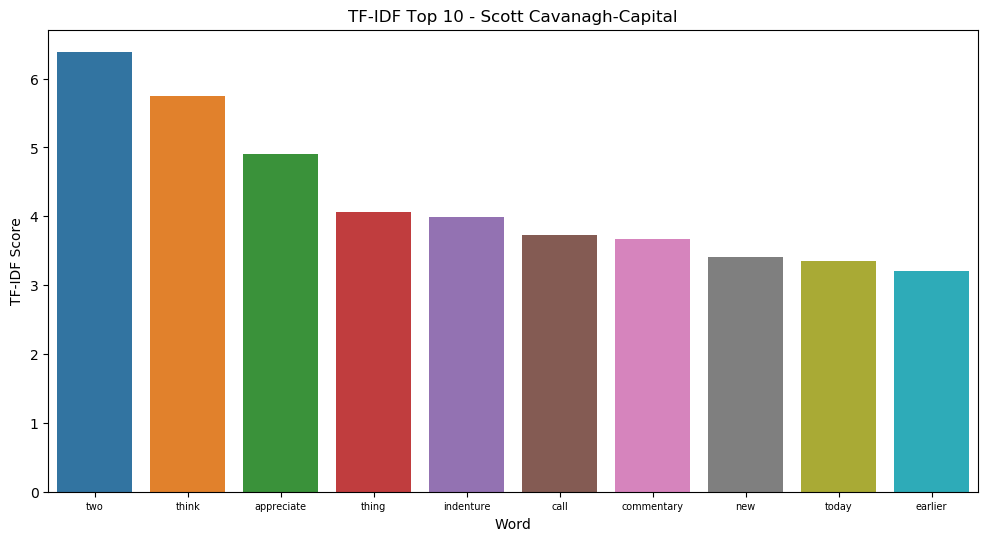 TF-IDF Top 10 - Scott Cavanagh-Capital
TF-IDF Score
6
5
4
3
2
1
0
two think appreciate thing indenture call commentary new today earlier
Word